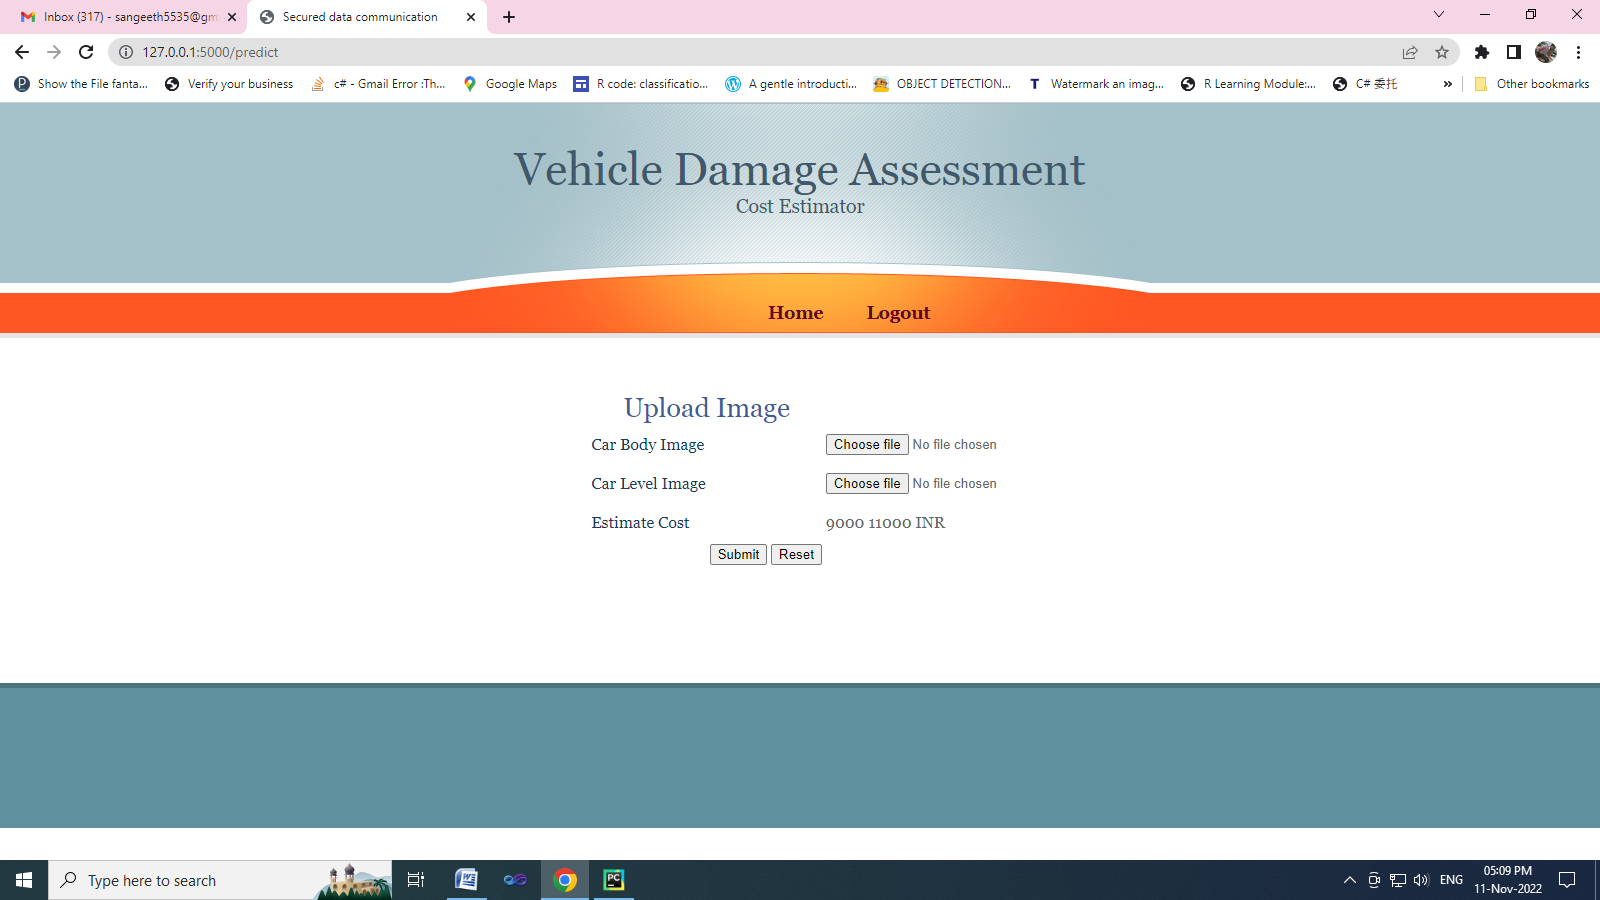 Inbox (317) - sangeeth5535@gm
Secured data communication
127.0.0.1:5000/predict
Show the File fanta...
Verify your business
c# - Gmail Error :Th...
Google Maps
R code: classificatio...
A gentle introducti...
OBJECT DETECTION...
T
Watermark an imag...
R Learning Module:...
C# 委托
»
Other bookmarks
Vehicle Damage Assessment
Cost Estimator
Home Logout
Upload Image
Car Body Image Choose file No file chosen
Car Level Image Choose file No file chosen
Estimate Cost 9000 11000 INR
Submit Reset
Type here to search
PC
ENG
05:09 PM
11-Nov-2022